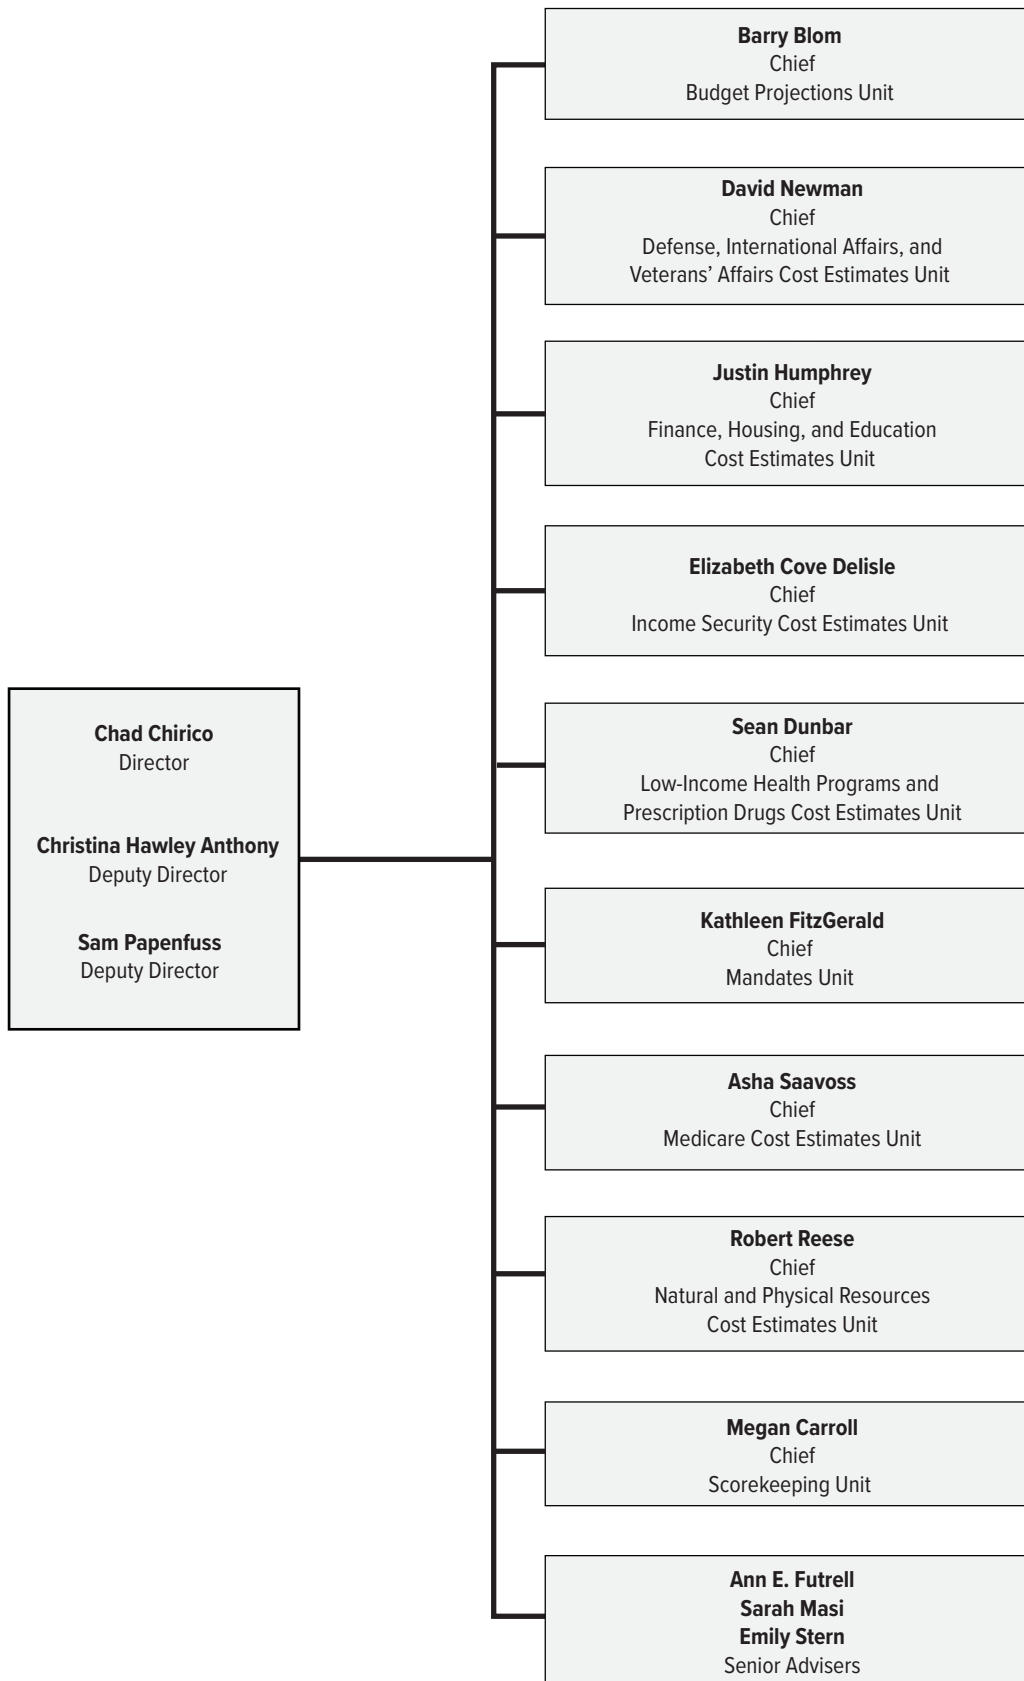 Barry Blom
Chief
Budget Projections Unit
David Newman
Chief
Defense, International Affairs, and
Veterans’ Affairs Cost Estimates Unit
Justin Humphrey
Chief
Finance, Housing, and Education
Cost Estimates Unit
Elizabeth Cove Delisle
Chief
Income Security Cost Estimates Unit
Chad Chirico
Director
Christina Hawley Anthony
Deputy Director
Sam Papenfuss
Deputy Director
Sean Dunbar
Chief
Low-Income Health Programs and
Prescription Drugs Cost Estimates Unit
Kathleen FitzGerald
Chief
Mandates Unit
Asha Saavoss
Chief
Medicare Cost Estimates Unit
Robert Reese
Chief
Natural and Physical Resources
Cost Estimates Unit
Megan Carroll
Chief
Scorekeeping Unit
Ann E. Futrell
Sarah Masi
Emily Stern
Senior Advisers